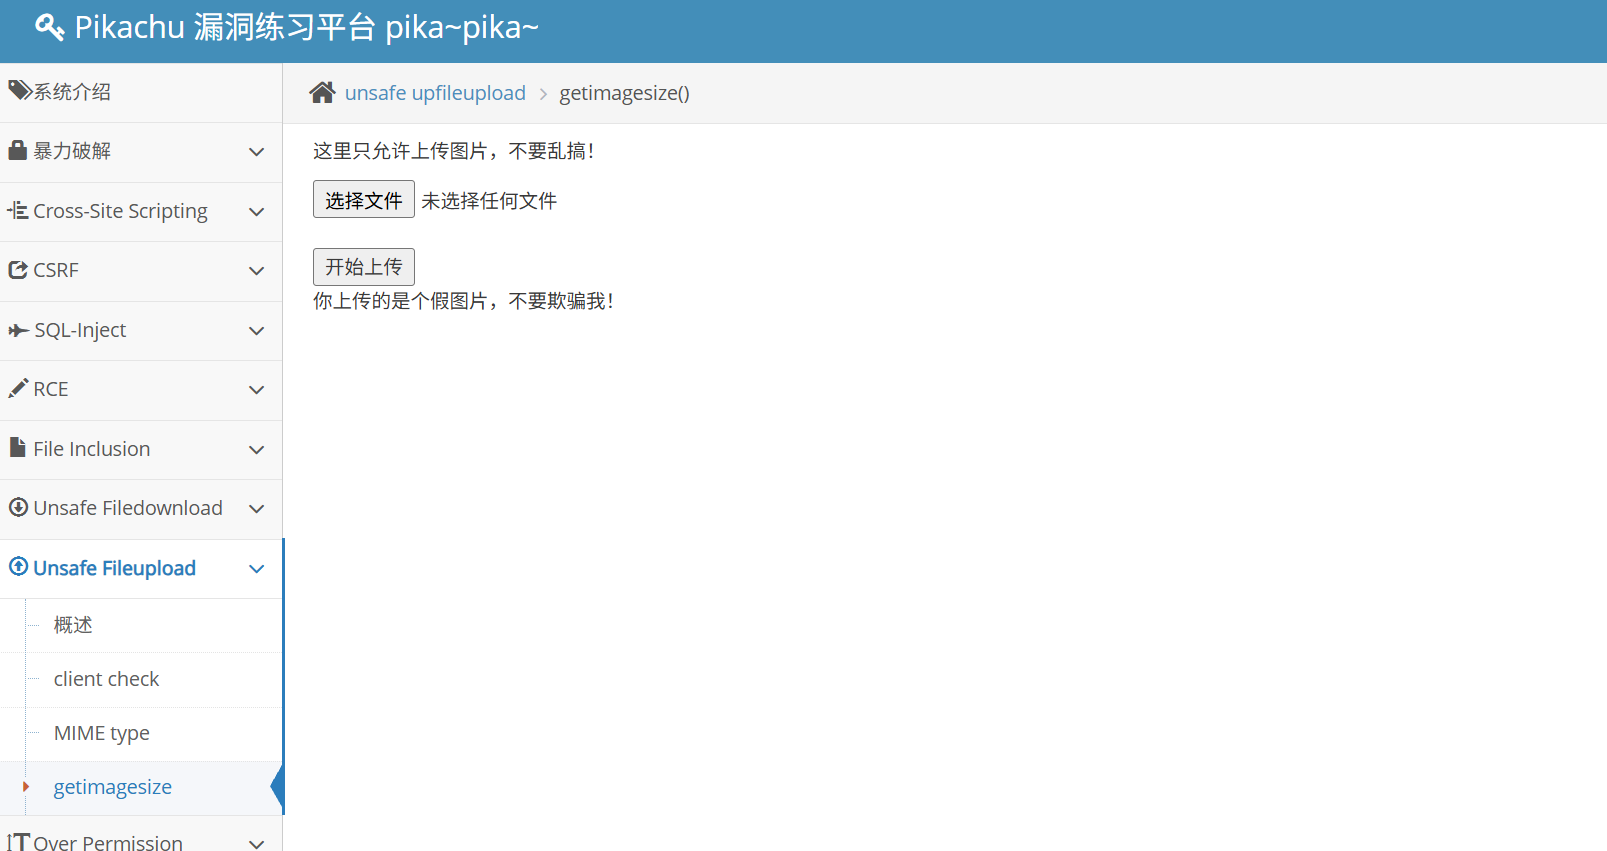 Pikachu 漏洞练习平台 pika~pika~
系统介绍
暴力破解
Cross-Site Scripting
CSRF
SQL-Inject
RCE
File Inclusion
Unsafe Filedownload
Unsafe Fileupload
概述
client check
MIME type
getimagesize
Over Permission
unsafe upfileupload > getimagesize()
这里只允许上传图片，不要乱搞！
选择文件 未选择任何文件
开始上传
你上传的是个假图片，不要欺骗我！